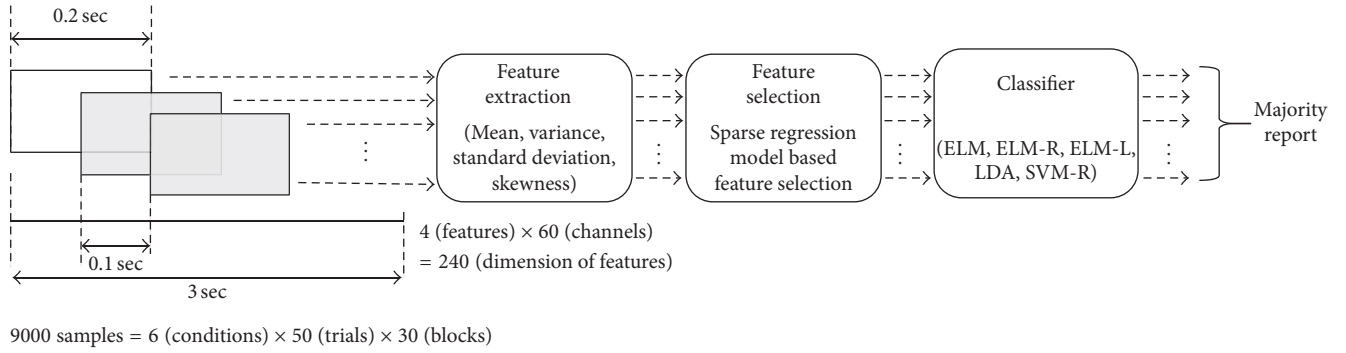 0.2 sec
Feature
extraction
(Mean, variance,
standard deviation,
skewness)
Feature
selection
Sparse regression
model based
feature selection
Classifier
(ELM, ELM-R, ELM-L,
LDA, SVM-R)
Majority
report
0.1 sec
3 sec
4 (features) × 60 (channels)
= 240 (dimension of features)
9000 samples = 6 (conditions) × 50 (trials) × 30 (blocks)